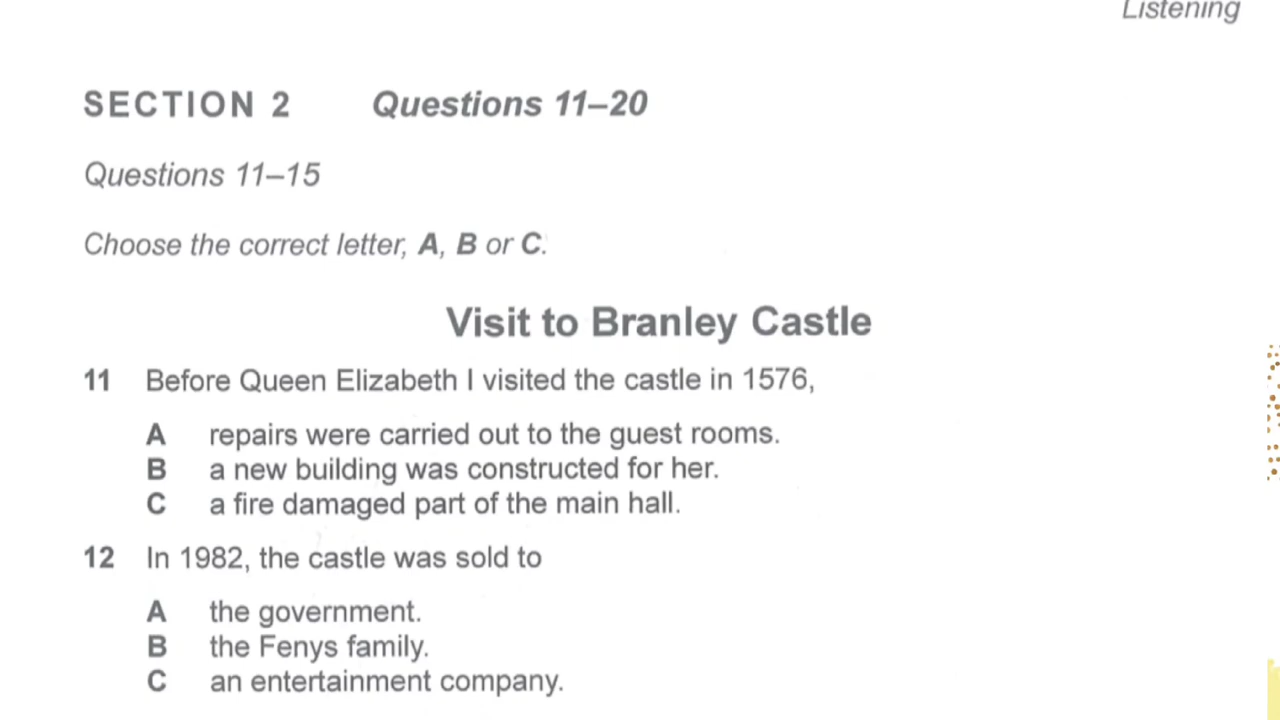 Listening
SECTION 2 Questions 11–20
Questions 11–15
Choose the correct letter, A, B or C.
Visit to Branley Castle
11 Before Queen Elizabeth I visited the castle in 1576,
A repairs were carried out to the guest rooms.
B a new building was constructed for her.
C a fire damaged part of the main hall.
12 In 1982, the castle was sold to
A the government.
B the Fenys family.
C an entertainment company.